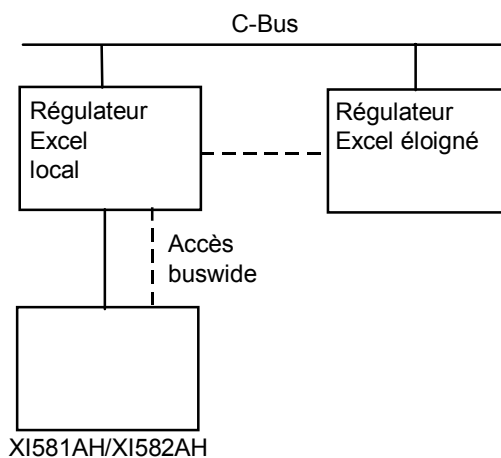 C-Bus
Régulateur
Excel
local
Régulateur
Excel éloigné
Accès
buswide
XI581AH/XI582AH